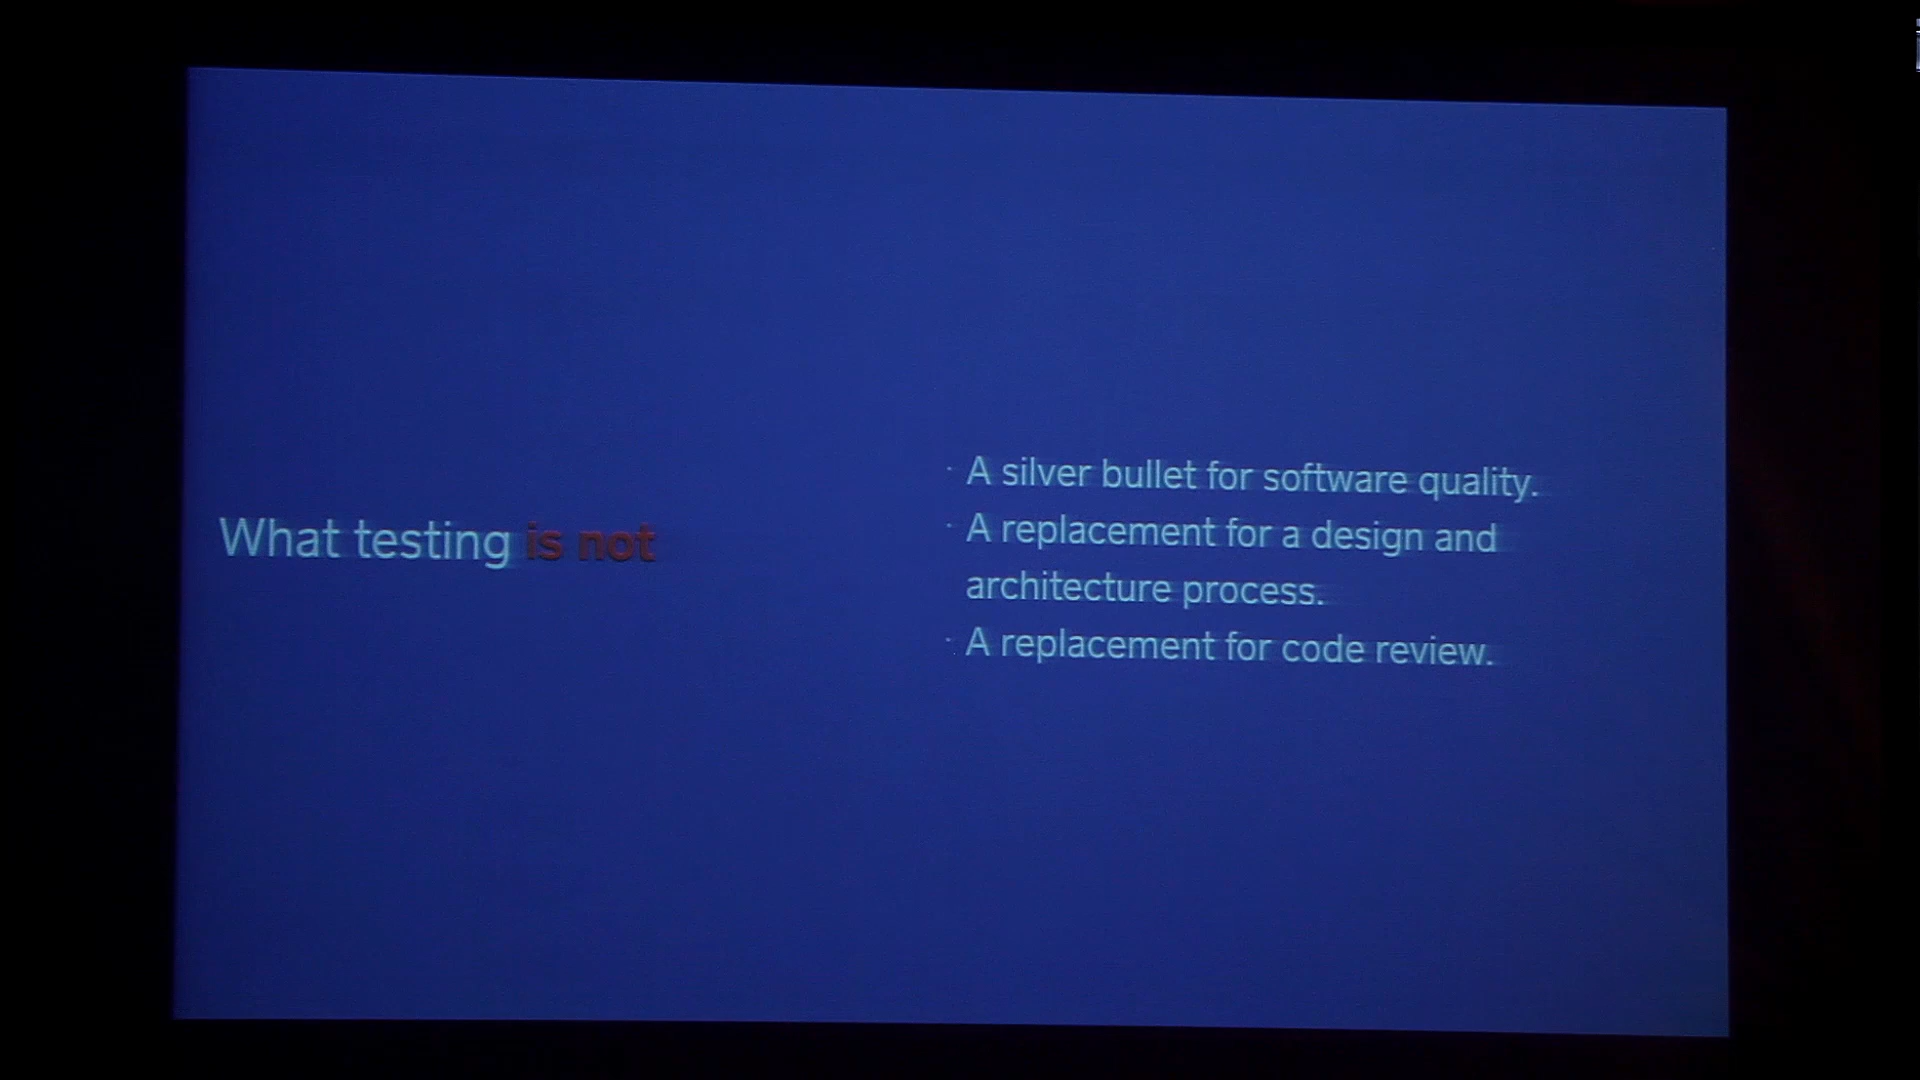 What testing is not
· A silver bullet for software quality.
· A replacement for a design and
architecture process.
· A replacement for code review.